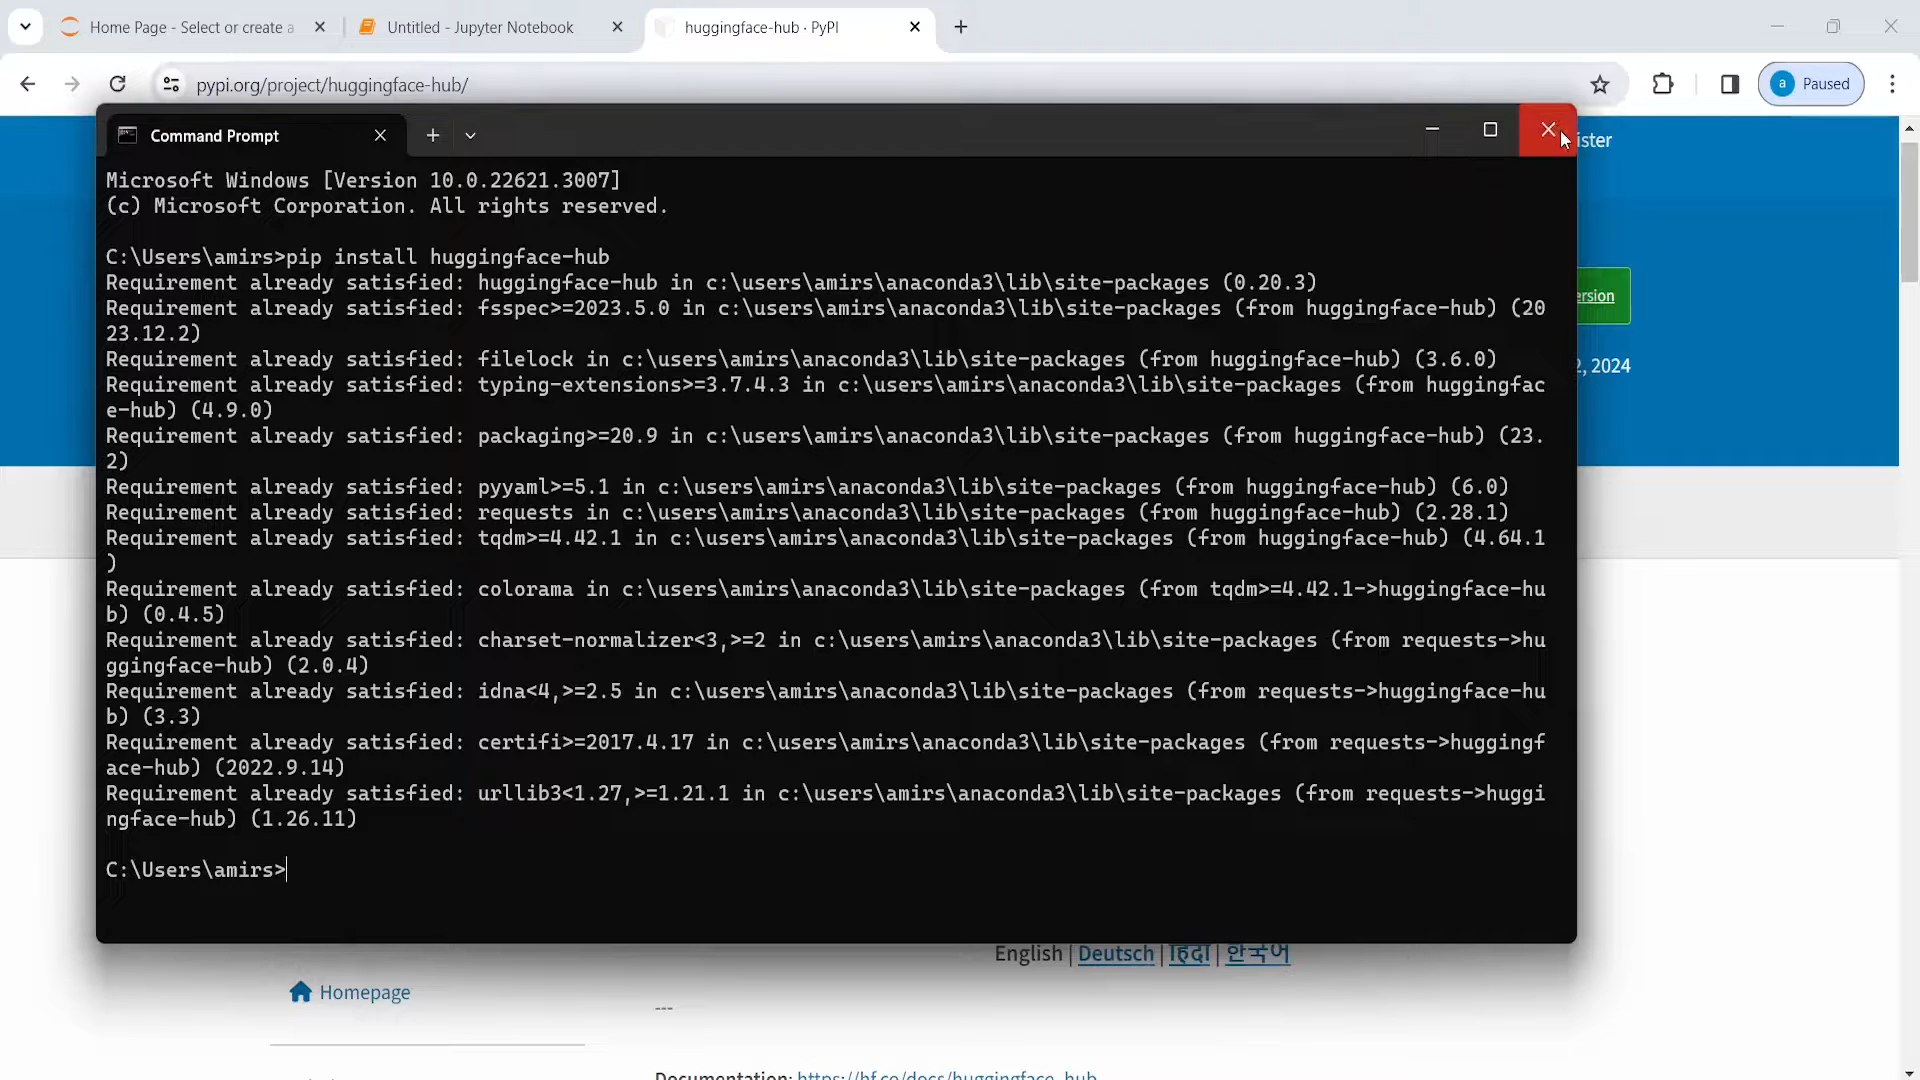 Home Page - Select or create a
Untitled - Jupyter Notebook
huggingface-hub · PyPI
pypi.org/project/huggingface-hub/
a
Paused
Command Prompt
ister
Microsoft Windows [Version 10.0.22621.3007]
(c) Microsoft Corporation. All rights reserved.
C:\Users\amirs>pip install huggingface-hub
Requirement already satisfied: huggingface-hub in c:\users\amirs\anaconda3\lib\site-packages (0.20.3)
Requirement already satisfied: fsspec>=2023.5.0 in c:\users\amirs\anaconda3\lib\site-packages (from huggingface-hub) (20
23.12.2)
Requirement already satisfied: filelock in c:\users\amirs\anaconda3\lib\site-packages (from huggingface-hub) (3.6.0)
Requirement already satisfied: typing-extensions>=3.7.4.3 in c:\users\amirs\anaconda3\lib\site-packages (from huggingfac
e-hub) (4.9.0)
Requirement already satisfied: packaging>=20.9 in c:\users\amirs\anaconda3\lib\site-packages (from huggingface-hub) (23.
2)
Requirement already satisfied: pyyaml>=5.1 in c:\users\amirs\anaconda3\lib\site-packages (from huggingface-hub) (6.0)
Requirement already satisfied: requests in c:\users\amirs\anaconda3\lib\site-packages (from huggingface-hub) (2.28.1)
Requirement already satisfied: tqdm>=4.42.1 in c:\users\amirs\anaconda3\lib\site-packages (from huggingface-hub) (4.64.1
)
Requirement already satisfied: colorama in c:\users\amirs\anaconda3\lib\site-packages (from tqdm>=4.42.1->huggingface-hu
b) (0.4.5)
Requirement already satisfied: charset-normalizer<3,>=2 in c:\users\amirs\anaconda3\lib\site-packages (from requests->hu
ggingface-hub) (2.0.4)
Requirement already satisfied: idna<4,>=2.5 in c:\users\amirs\anaconda3\lib\site-packages (from requests->huggingface-hu
b) (3.3)
Requirement already satisfied: certifi>=2017.4.17 in c:\users\amirs\anaconda3\lib\site-packages (from requests->huggingf
ace-hub) (2022.9.14)
Requirement already satisfied: urllib3<1.27,>=1.21.1 in c:\users\amirs\anaconda3\lib\site-packages (from requests->huggi
ngface-hub) (1.26.11)
C:\Users\amirs>
ersion
2, 2024
English | Deutsch | हिंदी | 한국어
Homepage
---
Documentation: https://hf.co/docs/huggingface_hub